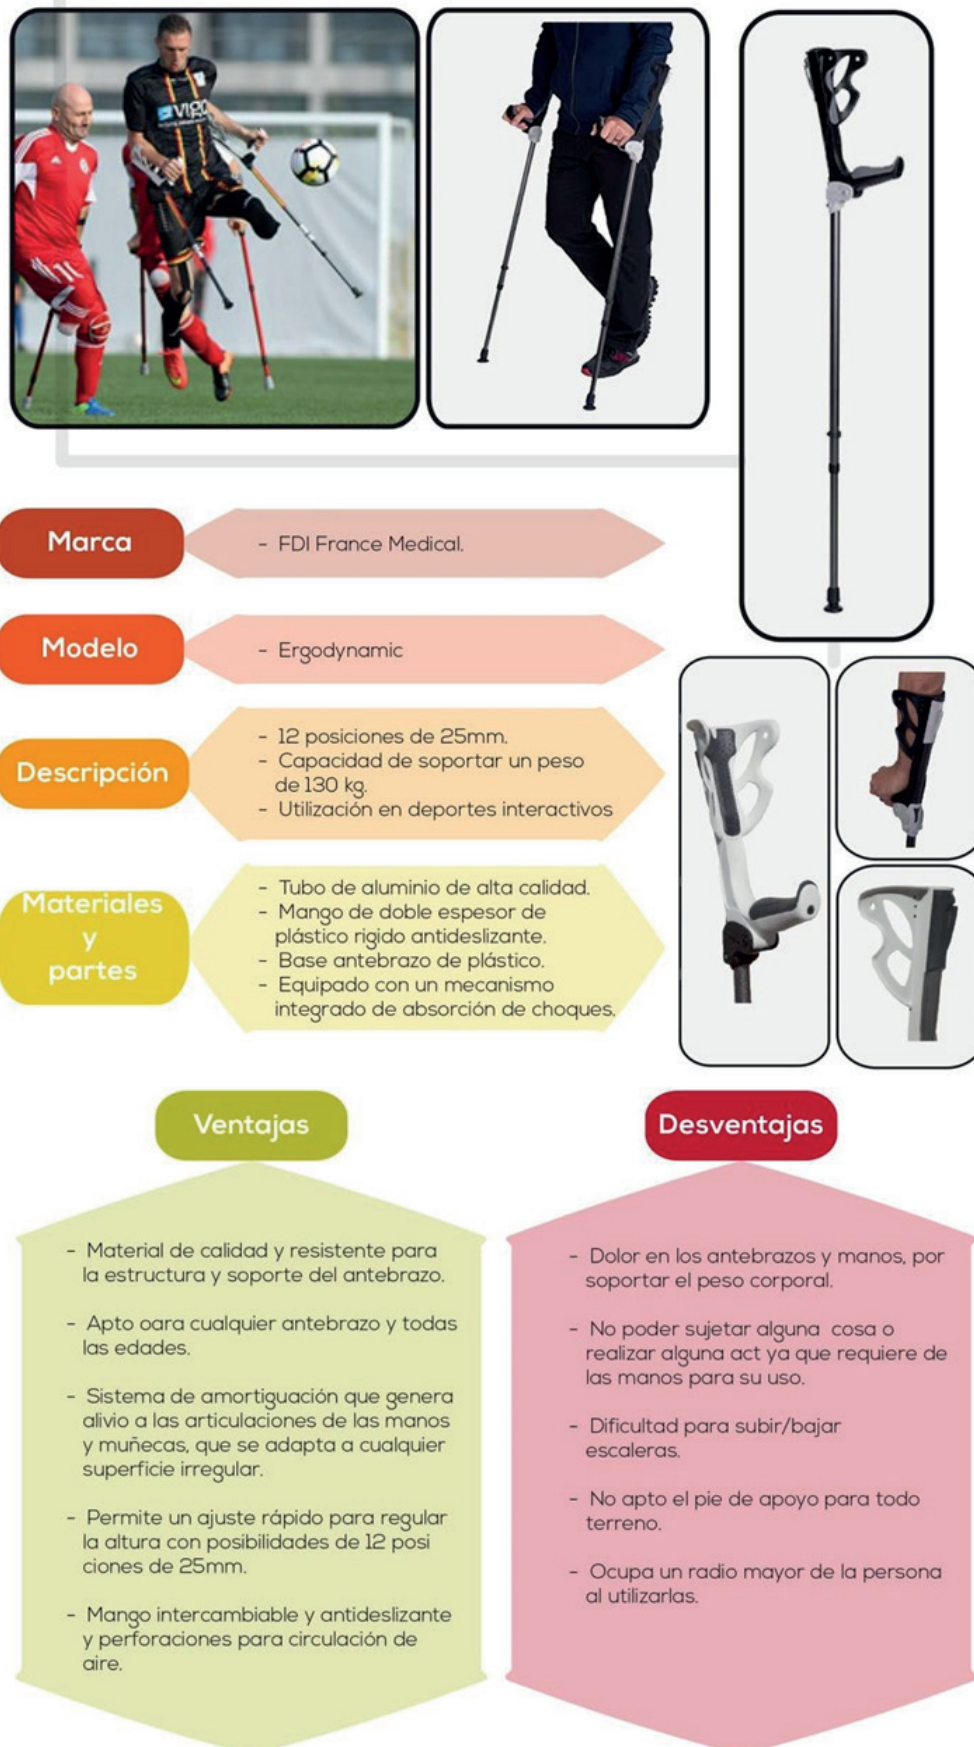 VIGO
11
Marca
- FDI France Medical.
Modelo
- Ergodynamic
Descripción
- 12 posiciones de 25mm.
- Capacidad de soportar un peso
de 130 kg.
- Utilización en deportes interactivos
Materiales
y
partes
- Tubo de aluminio de alta calidad.
- Mango de doble espesor de
plástico rigido antideslizante.
- Base antebrazo de plástico.
- Equipado con un mecanismo
integrado de absorción de choques.
Ventajas
- Material de calidad y resistente para
la estructura y soporte del antebrazo.
- Apto oara cualquier antebrazo y todas
las edades.
- Sistema de amortiguación que genera
alivio a las articulaciones de las manos
y muñecas, que se adapta a cualquier
superficie irregular.
- Permite un ajuste rápido para regular
la altura con posibilidades de 12 posi
ciones de 25mm.
- Mango intercambiable y antideslizante
y perforaciones para circulación de
aire.
Desventajas
- Dolor en los antebrazos y manos, por
soportar el peso corporal.
- No poder sujetar alguna cosa o
realizar alguna act ya que requiere de
las manos para su uso.
- Dificultad para subir/bajar
escaleras.
- No apto el pie de apoyo para todo
terreno.
- Ocupa un radio mayor de la persona
al utilizarlas.